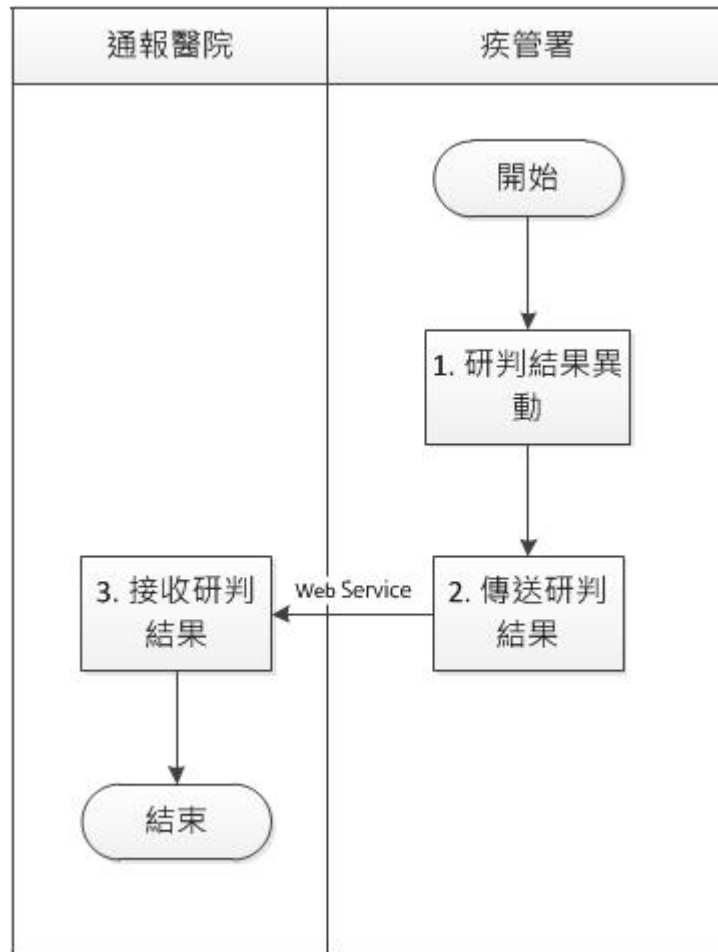 通報醫院
疾管署
開始
1. 研判結果異
動
2. 傳送研判
結果
Web Service
3. 接收研判
結果
結束